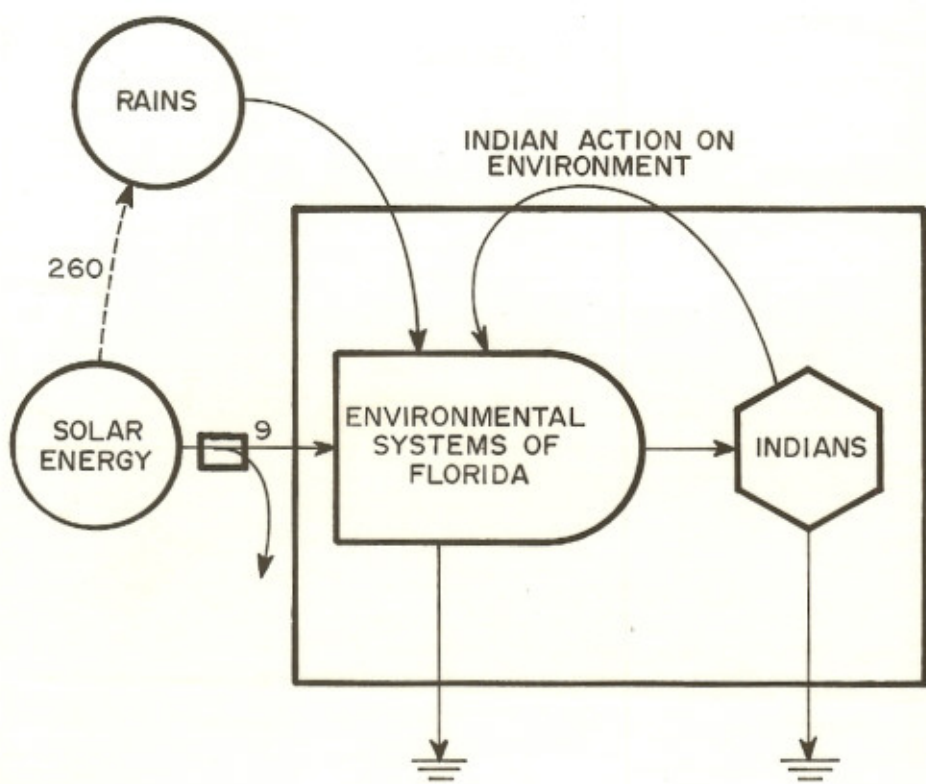 RAINS
INDIAN ACTION ON
ENVIRONMENT
260
SOLAR
ENERGY
9
ENVIRONMENTAL
SYSTEMS OF
FLORIDA
INDIANS